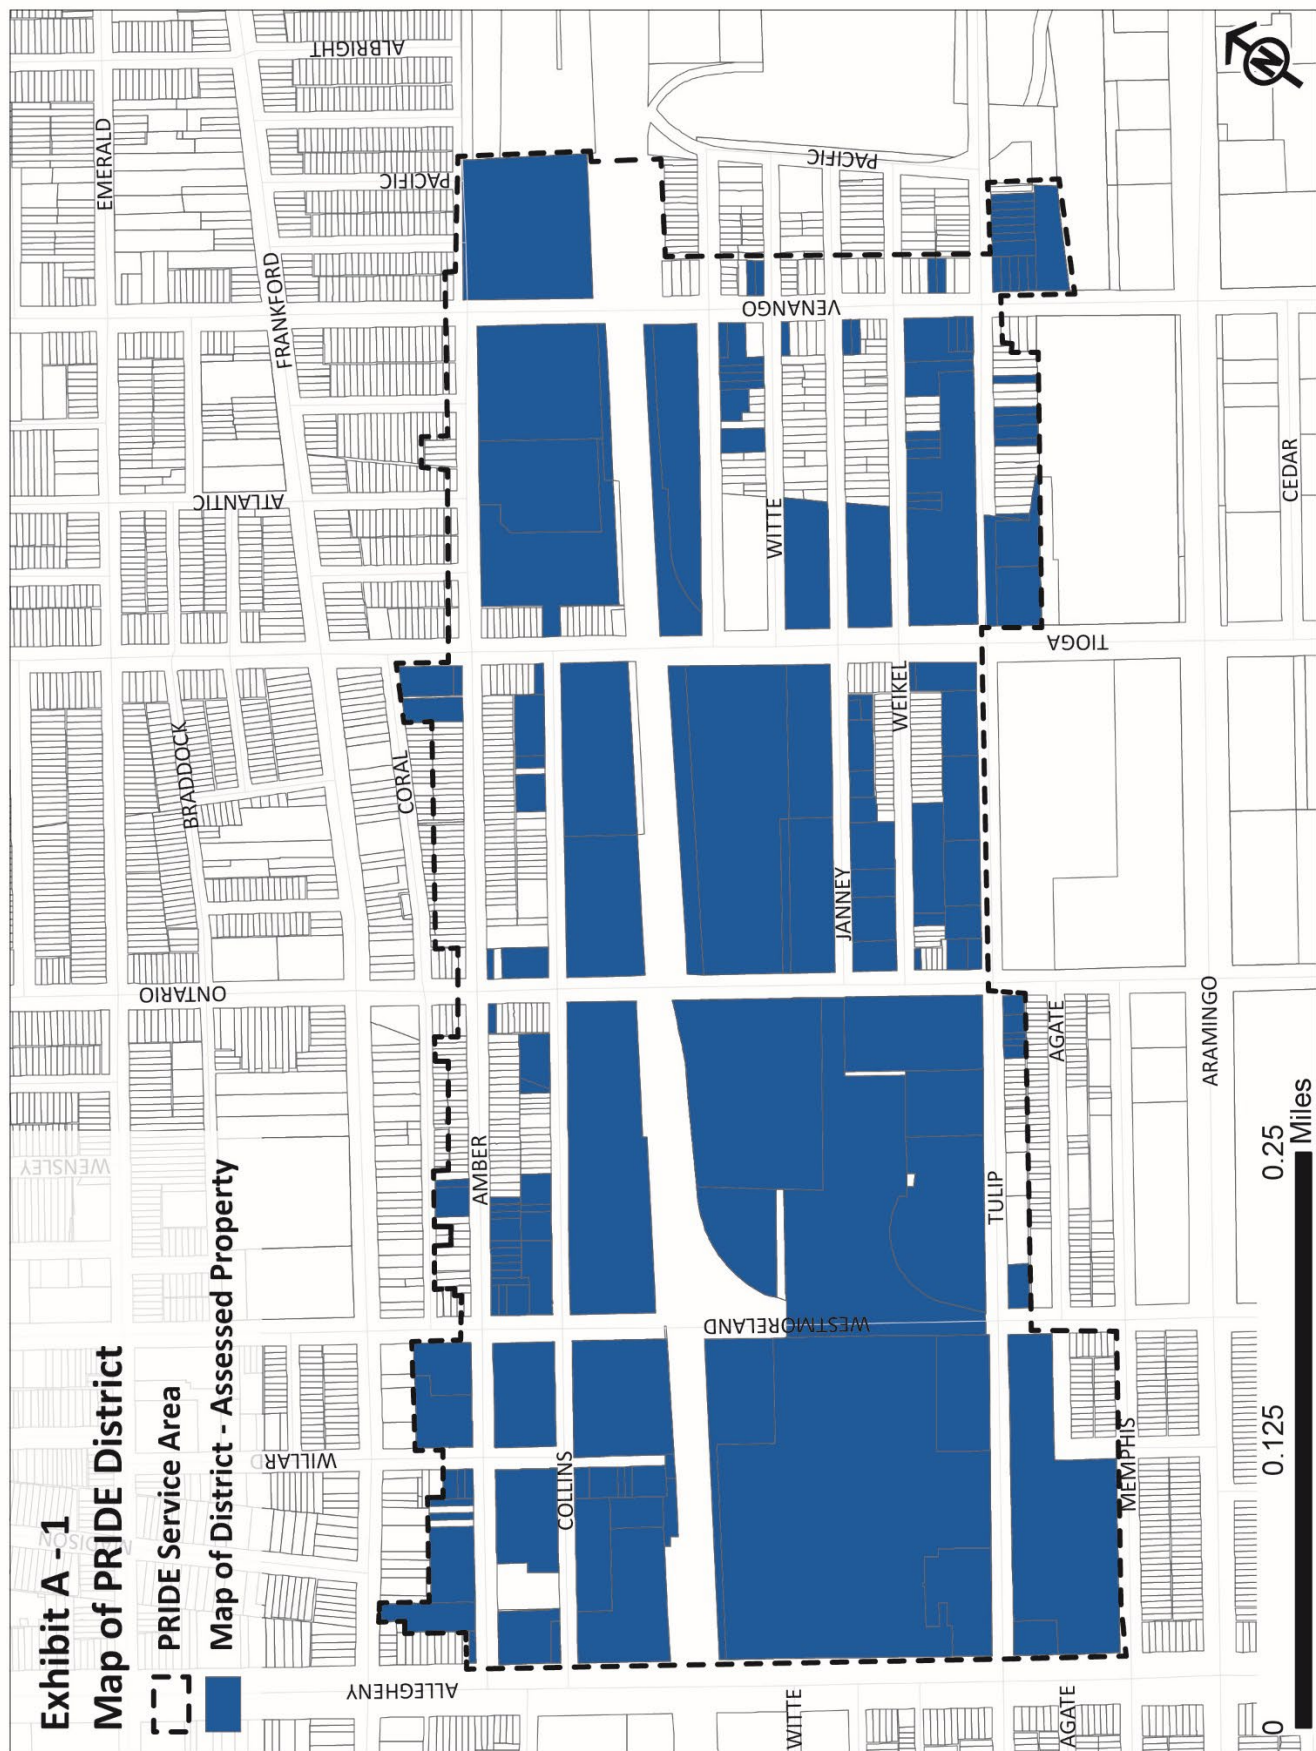 Exhibit A -1
Map of PRIDE District
PRIDE Service Area
Map of District - Assessed Property
ALBRIGHT
EMERALD
PACIFIC
PACIFIC
FRANKFORD
VENANGO
ATLANTIC
WITTE
CEDAR
TIOGA
BRADDOCK
CORAL
WEIKEL
JANNEY
ONTARIO
AGATE
ARAMINGO
WENSLEY
AMBER
TULIP
WESTMORELAND
WILLARD
COLLINS
MEMPHIS
MADISON
ALLEGHENY
WITTE
AGATE
N
0 0.125 0.25
Miles